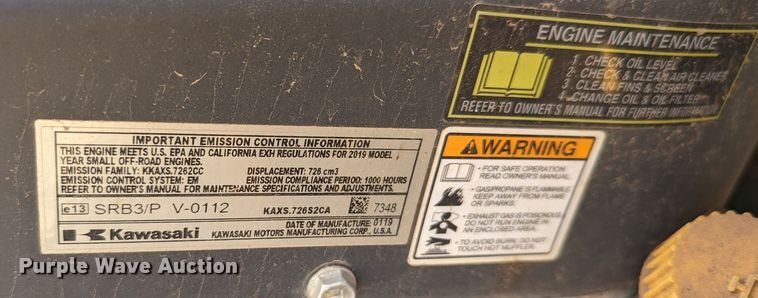 ENGINE MAINTENANCE
1. CHECK OIL LEVEL
2. CHECK & CLEAN AIR CLEANER
3. CLEAN FINS & SCREEN
4. CHANGE OIL & OIL FILTER
REFER TO OWNER'S MANUAL FOR FURTHER INFORMATION
IMPORTANT EMISSION CONTROL INFORMATION
THIS ENGINE MEETS U.S. EPA AND CALIFORNIA EXH REGULATIONS FOR 2019 MODEL
YEAR SMALL OFF-ROAD ENGINES.
EMISSION FAMILY: KKAXS.7262CC DISPLACEMENT: 726 cm3
EMISSION CONTROL SYSTEM: EM EMISSION COMPLIANCE PERIOD: 1000 HOURS
REFER TO OWNER'S MANUAL FOR MAINTENANCE SPECIFICATIONS AND ADJUSTMENTS.
e13 SRB3/P V-0112 KAXS.7262CA 7348
0119
Kawasaki KAWASAKI MOTORS MANUFACTURING CORP., U.S.A.
WARNING
• FOR SAFE OPERATION
READ OWNER'S MANUAL.
• GAS/PROPANE IS FLAMMABLE.
KEEP AWAY FROM FLAME
OR SPARKS.
• EXHAUST GAS IS POISONOUS.
DO NOT RUN ENGINE IN
AN ENCLOSED AREA.
• TO AVOID BURN, DO NOT
TOUCH HOT MUFFLER.
Purple Wave Auction